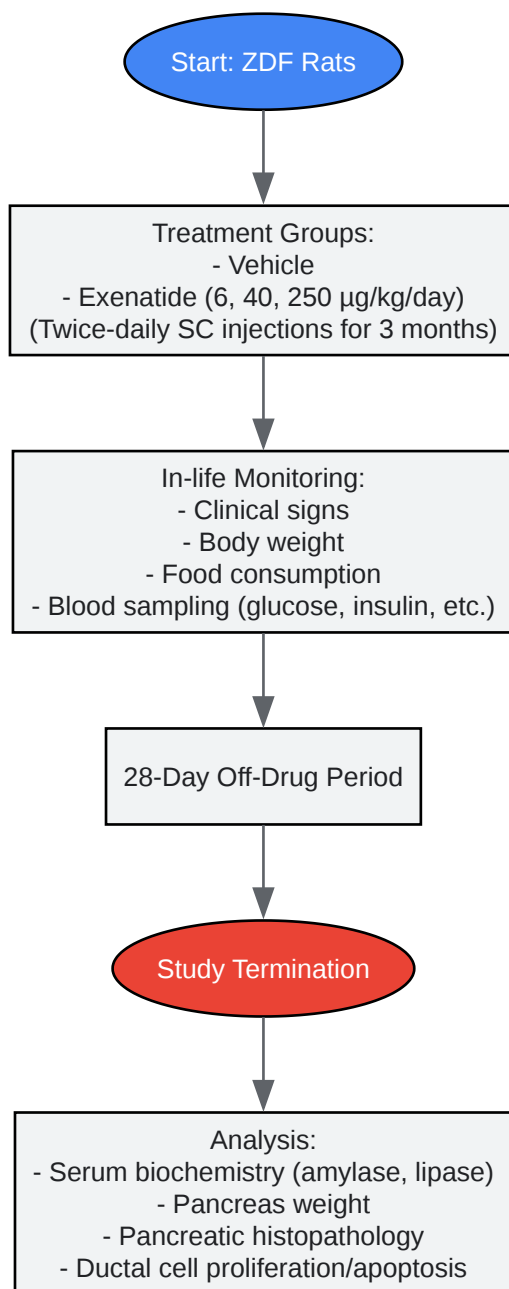 Start: ZDF Rats
Treatment Groups:
- Vehicle
- Exenatide (6, 40, 250 µg/kg/day)
(Twice-daily SC injections for 3 months)
In-life Monitoring:
- Clinical signs
- Body weight
- Food consumption
- Blood sampling (glucose, insulin, etc.)
28-Day Off-Drug Period
Study Termination
Analysis:
- Serum biochemistry (amylase, lipase)
- Pancreas weight
- Pancreatic histopathology
- Ductal cell proliferation/apoptosis